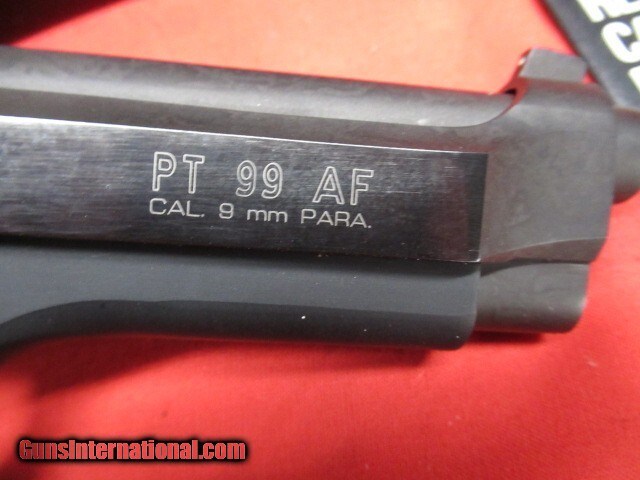 PT 99 AF
CAL. 9 mm PARA.
GunsInternational.com